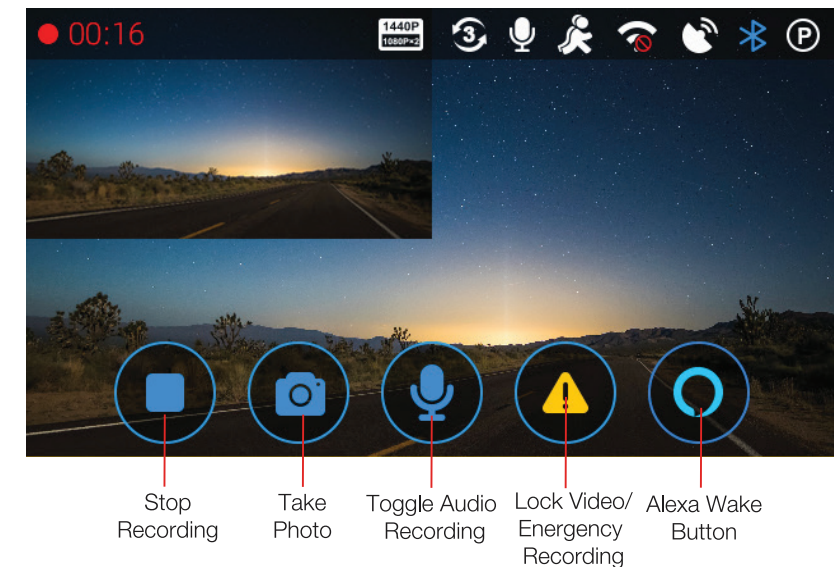 00:16
1440P
1080P×2
3
P
Stop
Recording
Take
Photo
Toggle Audio
Recording
Lock Video/
Energency
Recording
Alexa Wake
Button